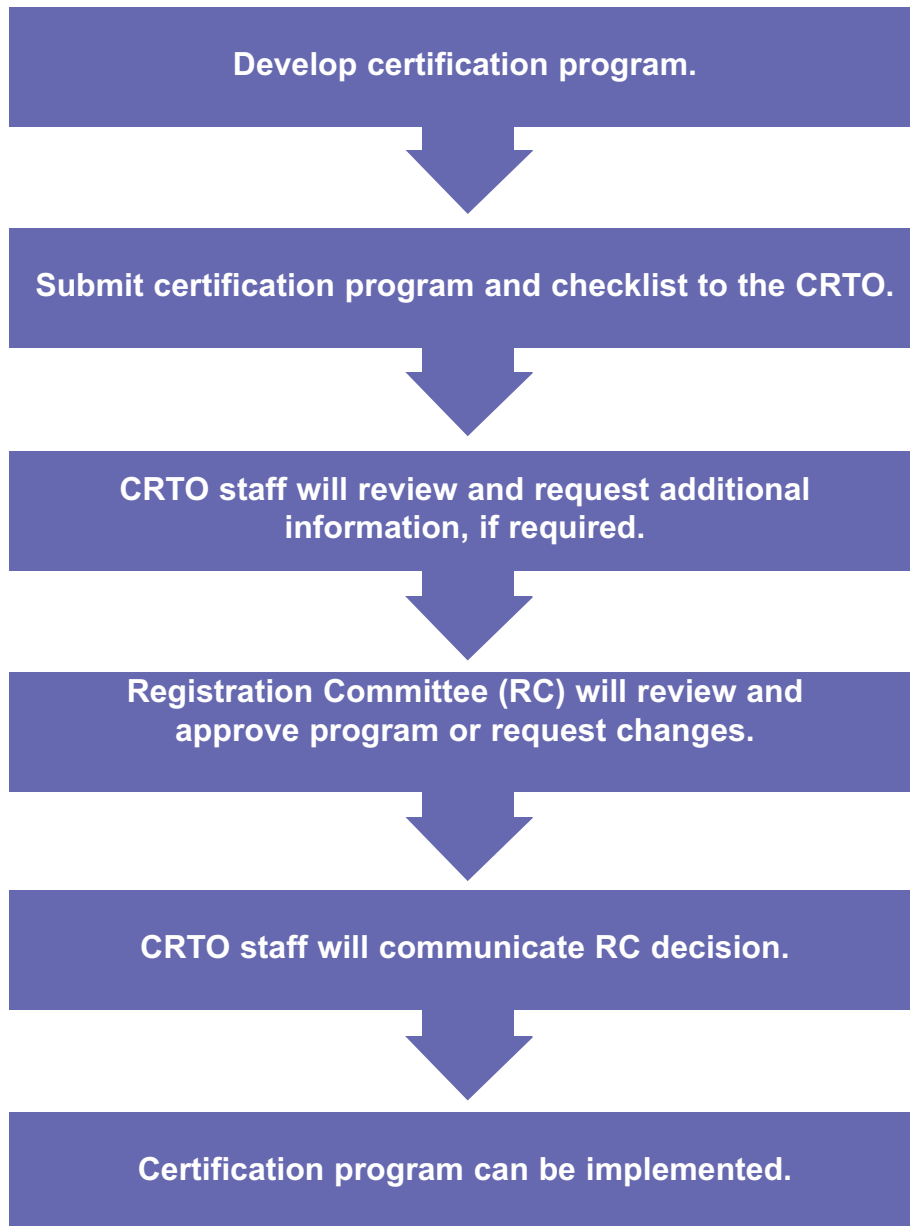 Develop certification program.
Submit certification program and checklist to the CRTO.
CRTO staff will review and request additional
information, if required.
Registration Committee (RC) will review and
approve program or request changes.
CRTO staff will communicate RC decision.
Certification program can be implemented.